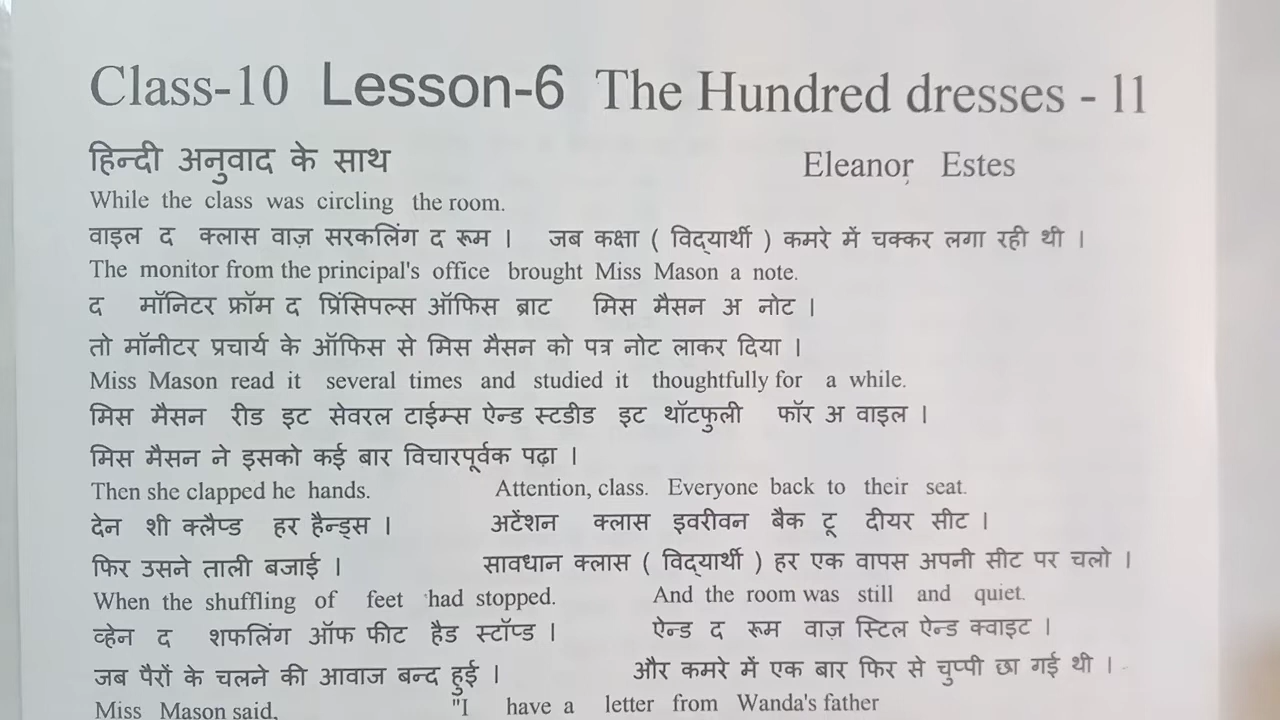 Class-10 Lesson-6 The Hundred dresses - 11
हिन्दी अनुवाद के साथ Eleanor Estes
While the class was circling the room.
वाइल द क्लास वाज़ सरकलिंग द रूम । जब कक्षा ( विद्यार्थी ) कमरे में चक्कर लगा रही थी ।
The monitor from the principal's office brought Miss Mason a note.
द मॉनिटर फ्रॉम द प्रिंसिपल्स ऑफिस ब्राट मिस मैसन अ नोट ।
तो मॉनीटर प्रचार्य के ऑफिस से मिस मैसन को पत्र नोट लाकर दिया ।
Miss Mason read it several times and studied it thoughtfully for a while.
मिस मैसन रीड इट सेवरल टाईम्स ऐन्ड स्टडीड इट थॉटफुली फॉर अ वाइल ।
मिस मैसन ने इसको कई बार विचारपूर्वक पढ़ा ।
Then she clapped he hands. Attention, class. Everyone back to their seat.
देन शी क्लैप्ड हर हैन्ड्स । अटेंशन क्लास इवरीवन बैक टू दीयर सीट ।
फिर उसने ताली बजाई । सावधान क्लास ( विद्यार्थी ) हर एक वापस अपनी सीट पर चलो ।
When the shuffling of feet had stopped. And the room was still and quiet.
व्हेन द शफलिंग ऑफ फीट हैड स्टॉप्ड । ऐन्ड द रूम वाज़ स्टिल ऐन्ड क्वाइट ।
जब पैरों के चलने की आवाज बन्द हुई । और कमरे में एक बार फिर से चुप्पी छा गई थी ।
Miss Mason said, "I have a letter from Wanda's father